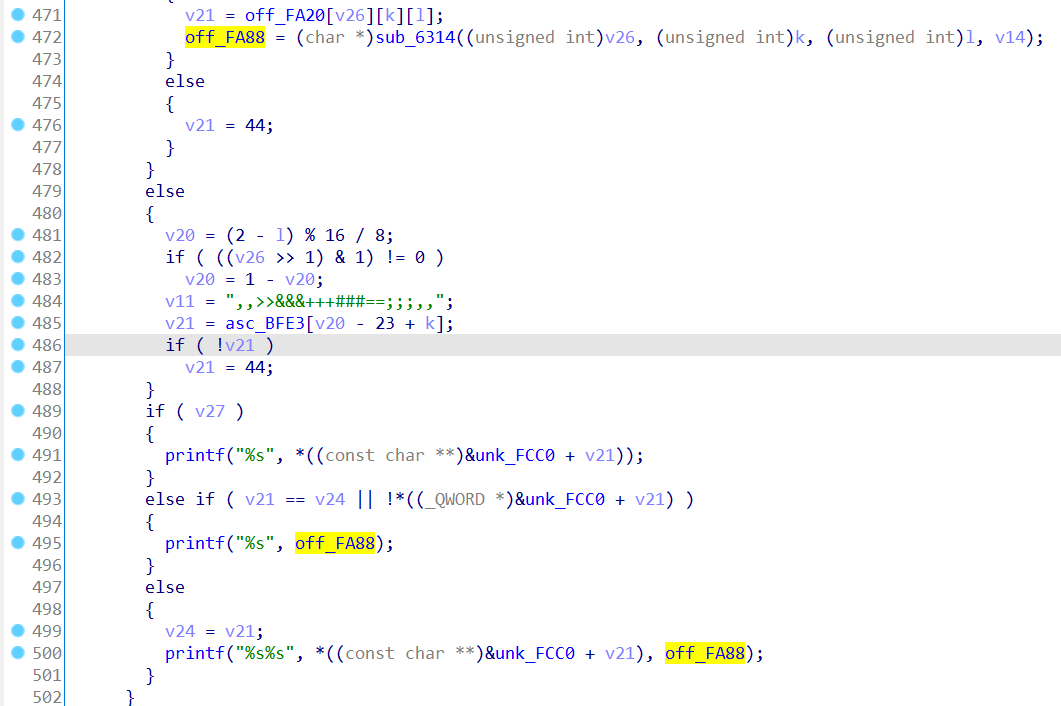 471 v21 = off_FA20[v26][k][l];
472 off_FA88 = (char *)sub_6314((unsigned int)v26, (unsigned int)k, (unsigned int)l, v14);
473 }
474 else
475 {
476 v21 = 44;
477 }
478 }
479 else
480 {
481 v20 = (2 - l) % 16 / 8;
482 if ( ((v26 >> 1) & 1) != 0 )
483 v20 = 1 - v20;
484 v11 = ",,>>&&&+++###==;;;,,";
485 v21 = asc_BFE3[v20 - 23 + k];
486 if ( !v21 )
487 v21 = 44;
488 }
489 if ( v27 )
490 {
491 printf("%s", *((const char **)&unk_FCC0 + v21));
492 }
493 else if ( v21 == v24 || !*((_QWORD *)&unk_FCC0 + v21) )
494 {
495 printf("%s", off_FA88);
496 }
497 else
498 {
499 v24 = v21;
500 printf("%s%s", *((const char **)&unk_FCC0 + v21), off_FA88);
501 }
502 }